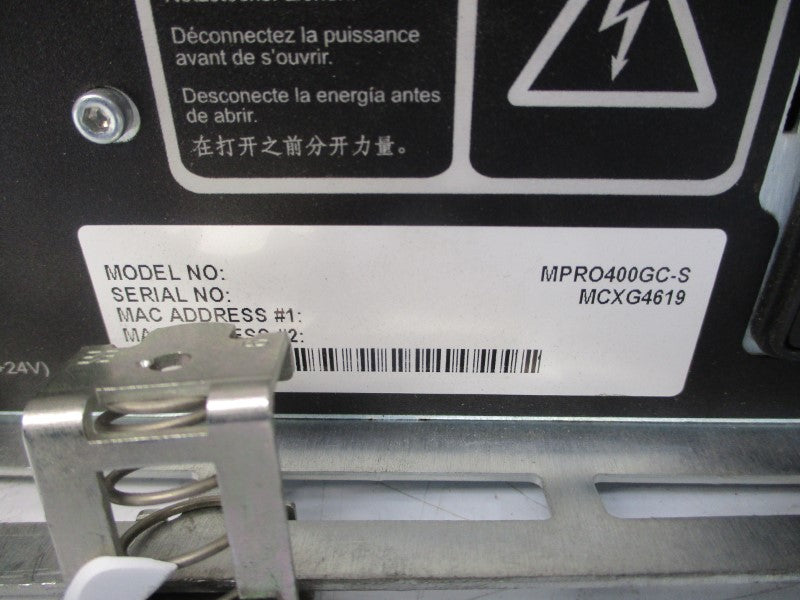 Déconnectez la puissance
avant de s'ouvrir.
Desconecte la energía antes
de abrir.
在打开之前分开力量。
MODEL NO: MPRO400GC-S
SERIAL NO: MCXG4619
MAC ADDRESS #1:
#2:
+24V)